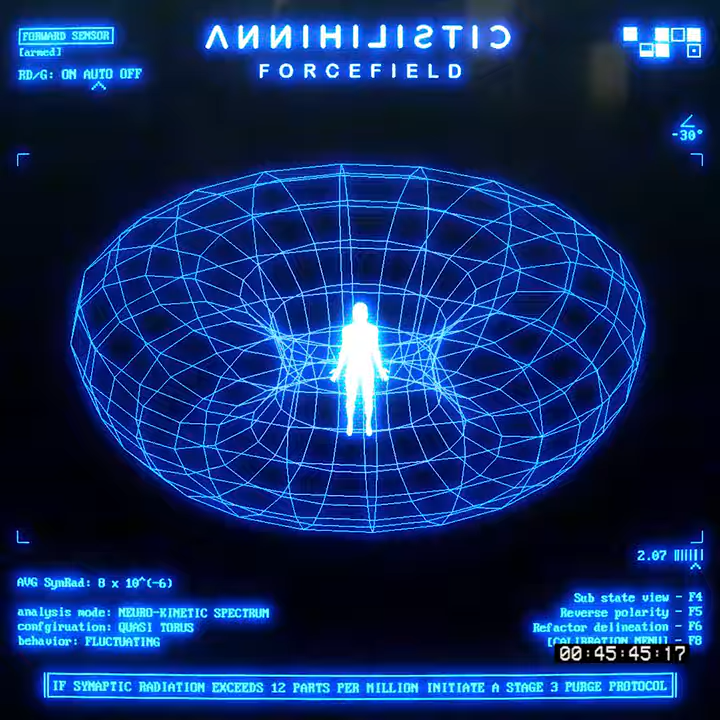 FORWARD SENSOR
[armed]
RD/G: ON AUTO OFF
ANNIHILISTIC
FORCEFIELD
-30°
2.07
AVG SynRad: 8 x 10^(-6)
analysis mode: NEURO-KINETIC SPECTRUM
confgiruation: QUASI TORUS
behavior: FLUCTUATING
Sub state view - F4
Reverse polarity - F5
Refactor delineation - F6
[CALIBRATION MENU] - F8
00:45:45:17
IF SYNAPTIC RADIATION EXCEEDS 12 PARTS PER MILLION INITIATE A STAGE 3 PURGE PROTOCOL